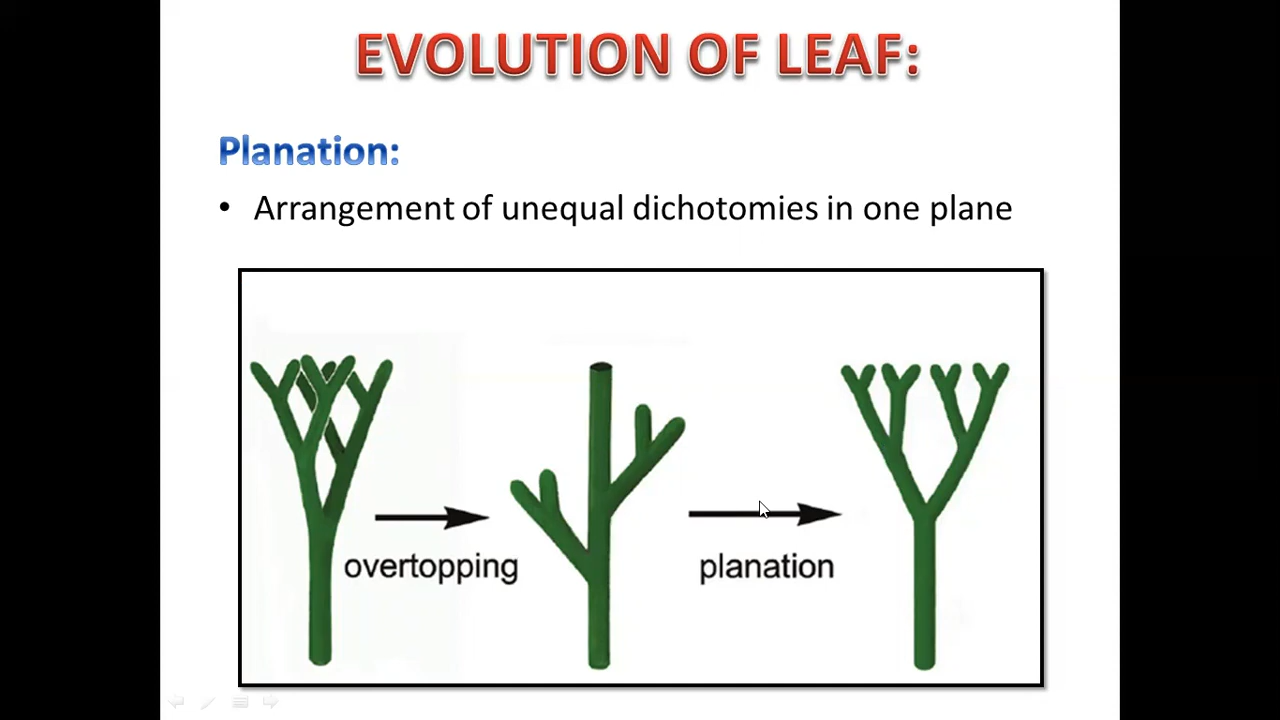 EVOLUTION OF LEAF:
Planation:
• Arrangement of unequal dichotomies in one plane
overtopping
planation